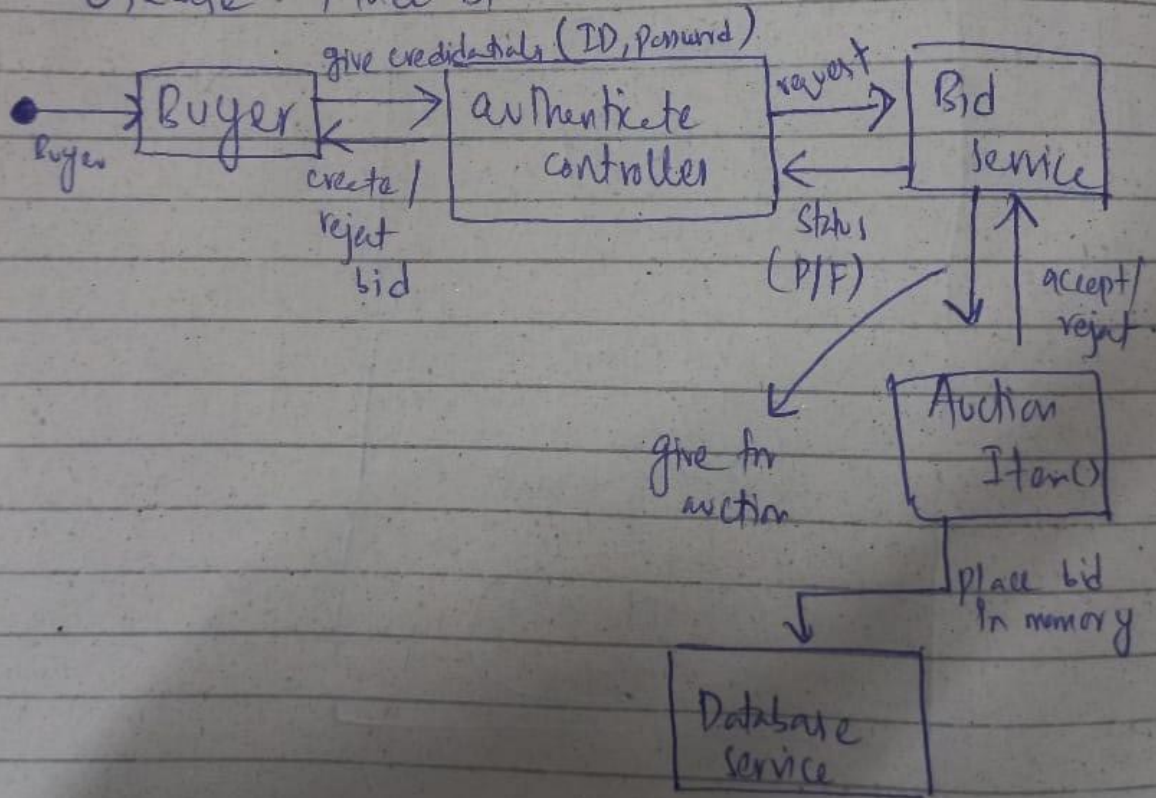 give credidatials (ID, password)
Buyer
Buyer
authenticate
controller
request
Bid
service
create /
reject
bid
status
(P/F)
accept/
reject
give for
auction
Auction
Item()
place bid
in memory
Database
service